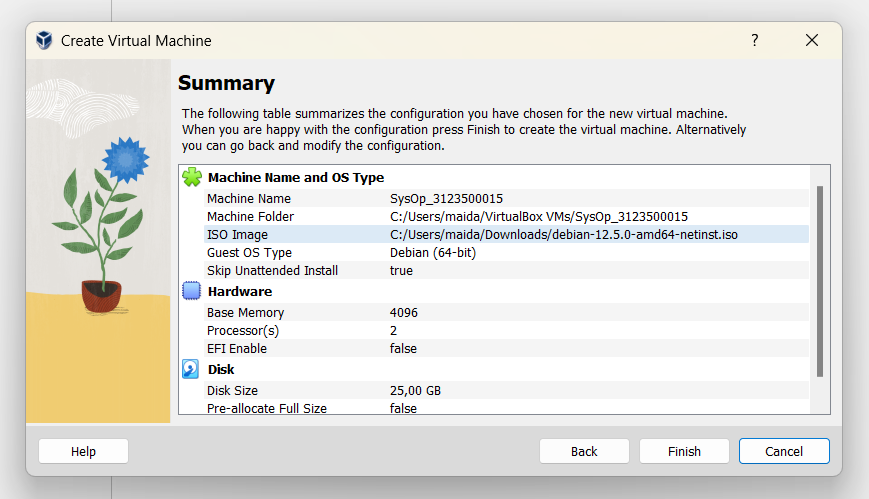 Create Virtual Machine
?
Summary
The following table summarizes the configuration you have chosen for the new virtual machine.
When you are happy with the configuration press Finish to create the virtual machine. Alternatively
you can go back and modify the configuration.
Machine Name and OS Type
Machine Name SysOp_3123500015
Machine Folder C:/Users/maida/VirtualBox VMs/SysOp_3123500015
ISO Image C:/Users/maida/Downloads/debian-12.5.0-amd64-netinst.iso
Guest OS Type Debian (64-bit)
Skip Unattended Install true
Hardware
Base Memory 4096
Processor(s) 2
EFI Enable false
Disk
Disk Size 25,00 GB
Pre-allocate Full Size false
Help Back Finish Cancel